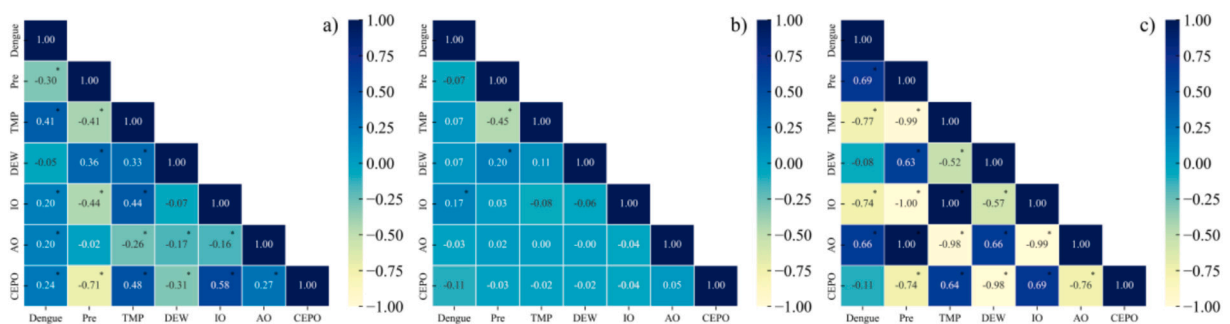 a)
Dengue 1.00
Pre -0.30* 1.00
TMP 0.41* -0.41* 1.00
DEW -0.05 0.36* 0.33* 1.00
IO 0.20* -0.44* 0.44* -0.07 1.00
AO 0.20* -0.02 -0.26* -0.17* -0.16* 1.00
CEPO 0.24* -0.71* 0.48* -0.31* 0.58* 0.27* 1.00
Dengue Pre TMP DEW IO AO CEPO
1.00
0.75
0.50
0.25
0.00
−0.25
−0.50
−0.75
−1.00
b)
1.00
Pre -0.07 1.00
TMP 0.07 -0.45* 1.00
DEW 0.07 0.20* 0.11 1.00
IO 0.17* 0.03 -0.08 -0.06 1.00
AO -0.03 0.02 0.00 -0.00 -0.04 1.00
CEPO -0.11 -0.03 -0.02 -0.02 -0.04 0.05 1.00
Dengue Pre TMP DEW IO AO CEPO
Dengue
1.00
0.75
0.50
0.25
0.00
−0.25
−0.50
−0.75
−1.00
c)
Dengue 1.00
Pre 0.69* 1.00
TMP -0.77* -0.99* 1.00
DEW -0.08 0.63* -0.52* 1.00
IO -0.74* -1.00* 1.00* -0.57* 1.00
AO 0.66* 1.00* -0.98* 0.66* -0.99* 1.00
CEPO -0.11 -0.74* 0.64* -0.98* 0.69* -0.76* 1.00
Dengue Pre TMP DEW IO AO CEPO
1.00
0.75
0.50
0.25
0.00
−0.25
−0.50
−0.75
−1.00